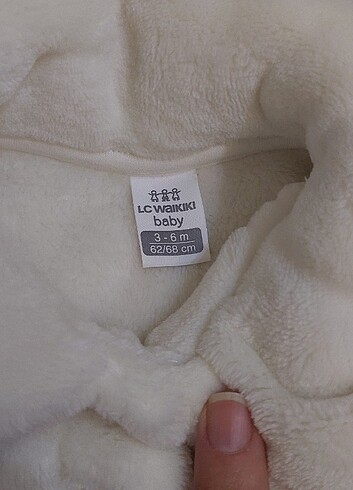 LC WAIKIKI
baby
3 - 6 m
62/68 cm